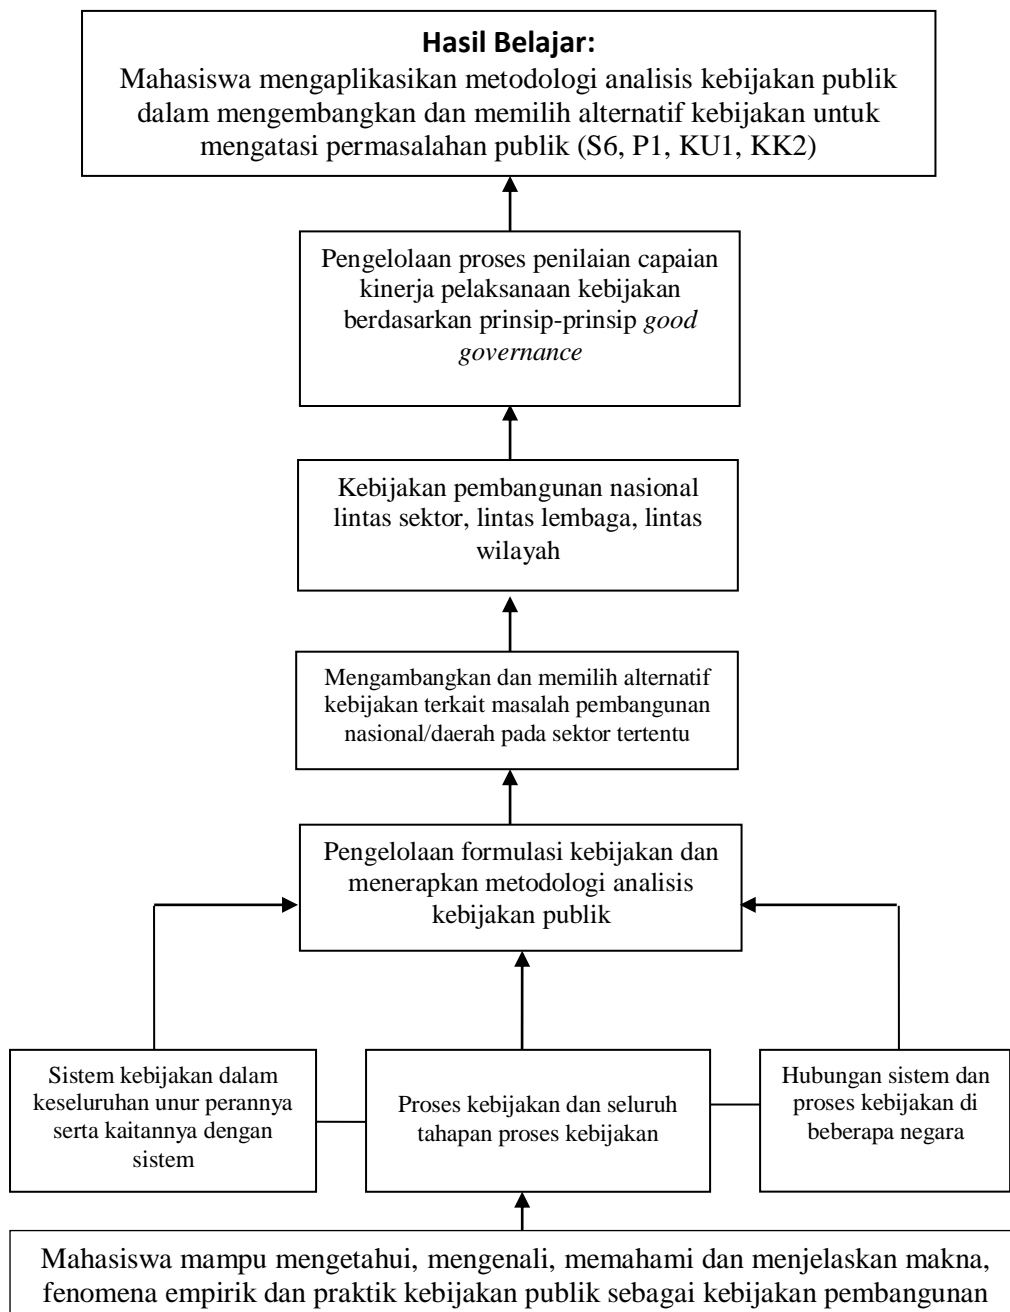 Hasil Belajar:
Mahasiswa mengaplikasikan metodologi analisis kebijakan publik
dalam mengembangkan dan memilih alternatif kebijakan untuk
mengatasi permasalahan publik (S6, P1, KU1, KK2)
Pengelolaan proses penilaian capaian
kinerja pelaksanaan kebijakan
berdasarkan prinsip-prinsip good
governance
Kebijakan pembangunan nasional
lintas sektor, lintas lembaga, lintas
wilayah
Mengambangkan dan memilih alternatif
kebijakan terkait masalah pembangunan
nasional/daerah pada sektor tertentu
Pengelolaan formulasi kebijakan dan
menerapkan metodologi analisis
kebijakan publik
Sistem kebijakan dalam
keseluruhan unur perannya
serta kaitannya dengan
sistem
Proses kebijakan dan seluruh
tahapan proses kebijakan
Hubungan sistem dan
proses kebijakan di
beberapa negara
Mahasiswa mampu mengetahui, mengenali, memahami dan menjelaskan makna,
fenomena empirik dan praktik kebijakan publik sebagai kebijakan pembangunan